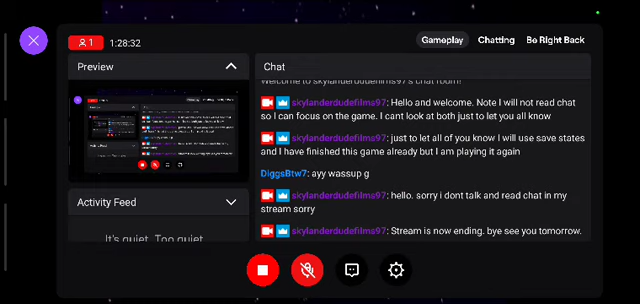 1
1:28:32
Gameplay
Chatting
Be Right Back
Preview
Chat
Welcome to skylanderdudefilms97's chat room!
skylanderdudefilms97: Hello and welcome. Note I will not read chat
so I can focus on the game. I cant look at both just to let you all
know
skylanderdudefilms97: just to let all of you know I will use save states
and I have finished this game already but I am playing it again
DiggsBtw7: ayy wassup g
skylanderdudefilms97: hello. sorry i dont talk and read chat in my
stream sorry
skylanderdudefilms97: Stream is now ending. bye see you tomorrow.
Activity Feed
It's quiet. Too quiet